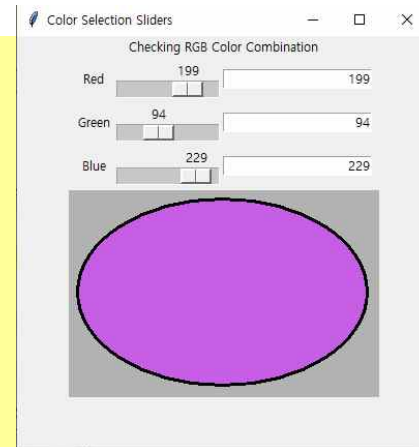 Color Selection Sliders
Checking RGB Color Combination
Red 199 199
Green 94 94
Blue 229 229